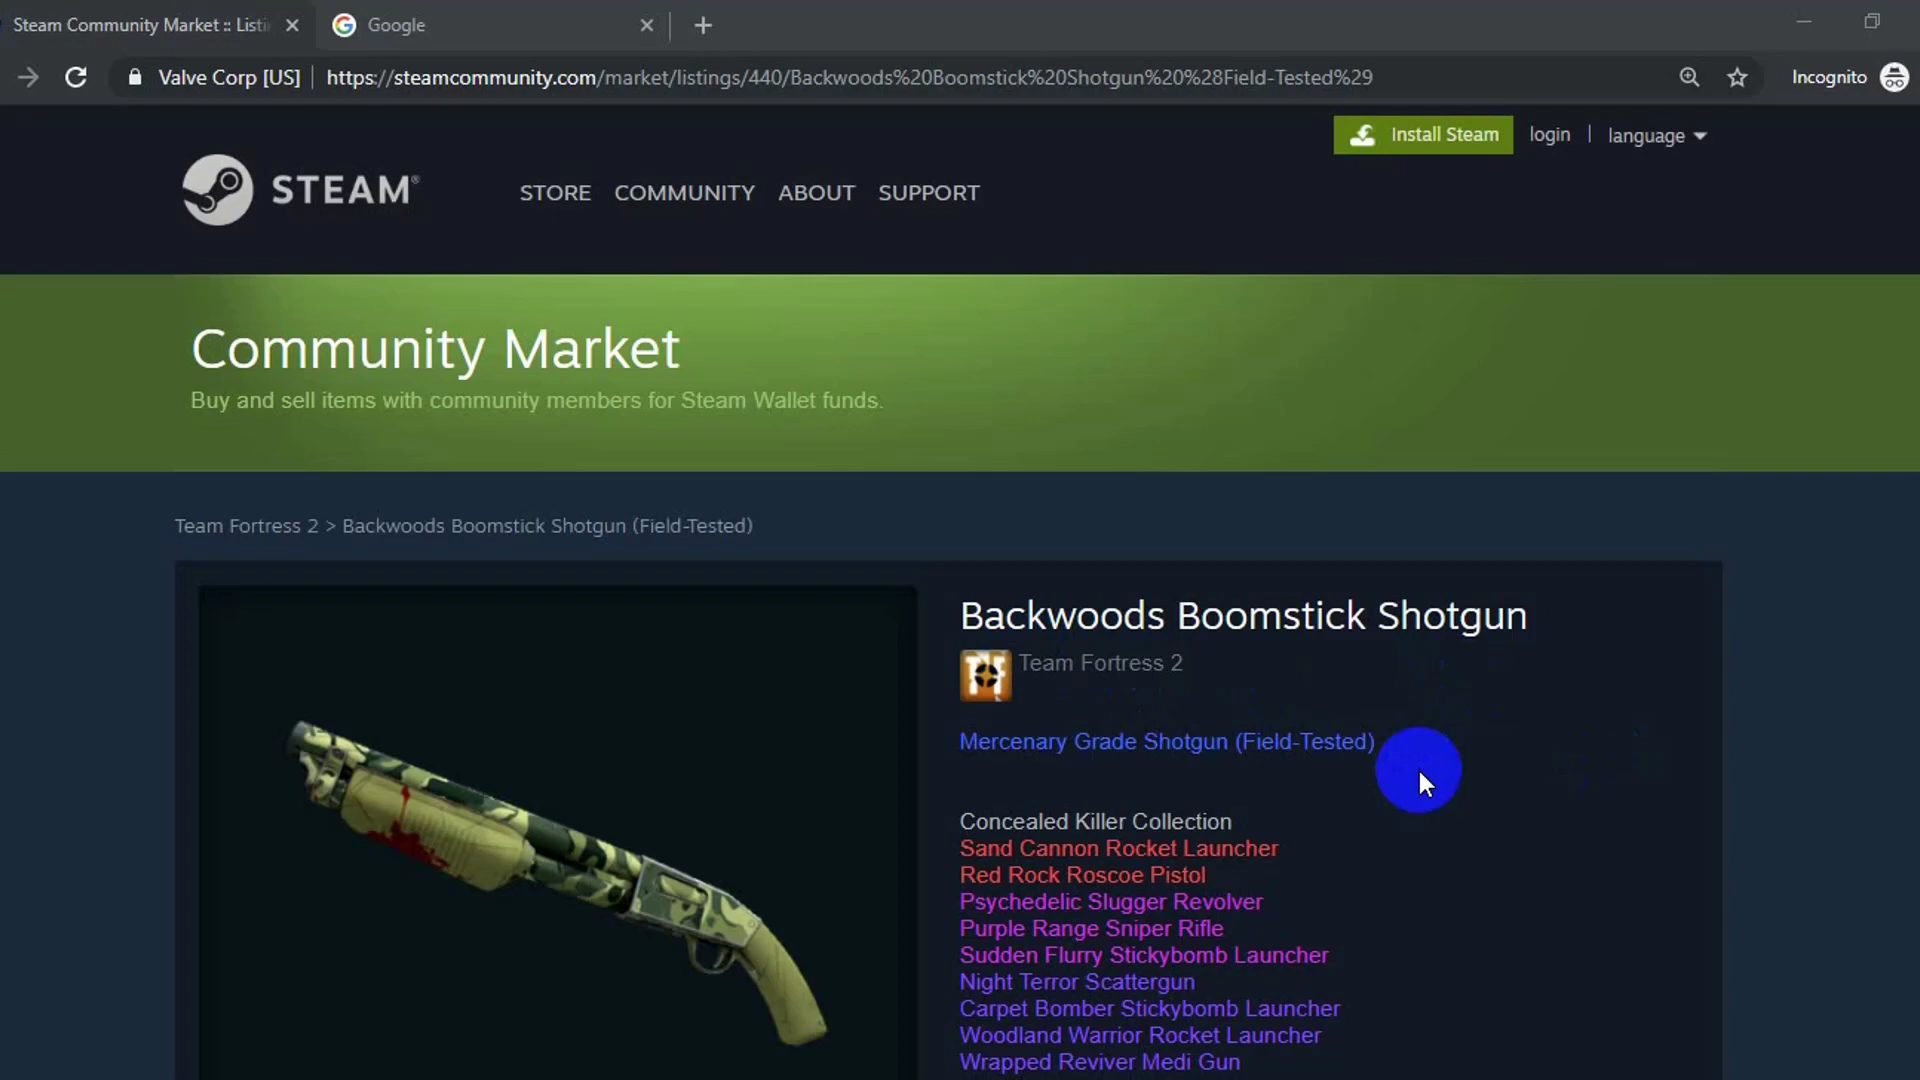 Steam Community Market :: Listi
Google
Valve Corp [US]
https://steamcommunity.com/market/listings/440/Backwoods%20Boomstick%20Shotgun%20%28Field-Tested%29
Incognito
Install Steam
login
language
STEAM®
STORE
COMMUNITY
ABOUT
SUPPORT
Community Market
Buy and sell items with community members for Steam Wallet funds.
Team Fortress 2 > Backwoods Boomstick Shotgun (Field-Tested)
Backwoods Boomstick Shotgun
Team Fortress 2
Mercenary Grade Shotgun (Field-Tested)
Concealed Killer Collection
Sand Cannon Rocket Launcher
Red Rock Roscoe Pistol
Psychedelic Slugger Revolver
Purple Range Sniper Rifle
Sudden Flurry Stickybomb Launcher
Night Terror Scattergun
Carpet Bomber Stickybomb Launcher
Woodland Warrior Rocket Launcher
Wrapped Reviver Medi Gun